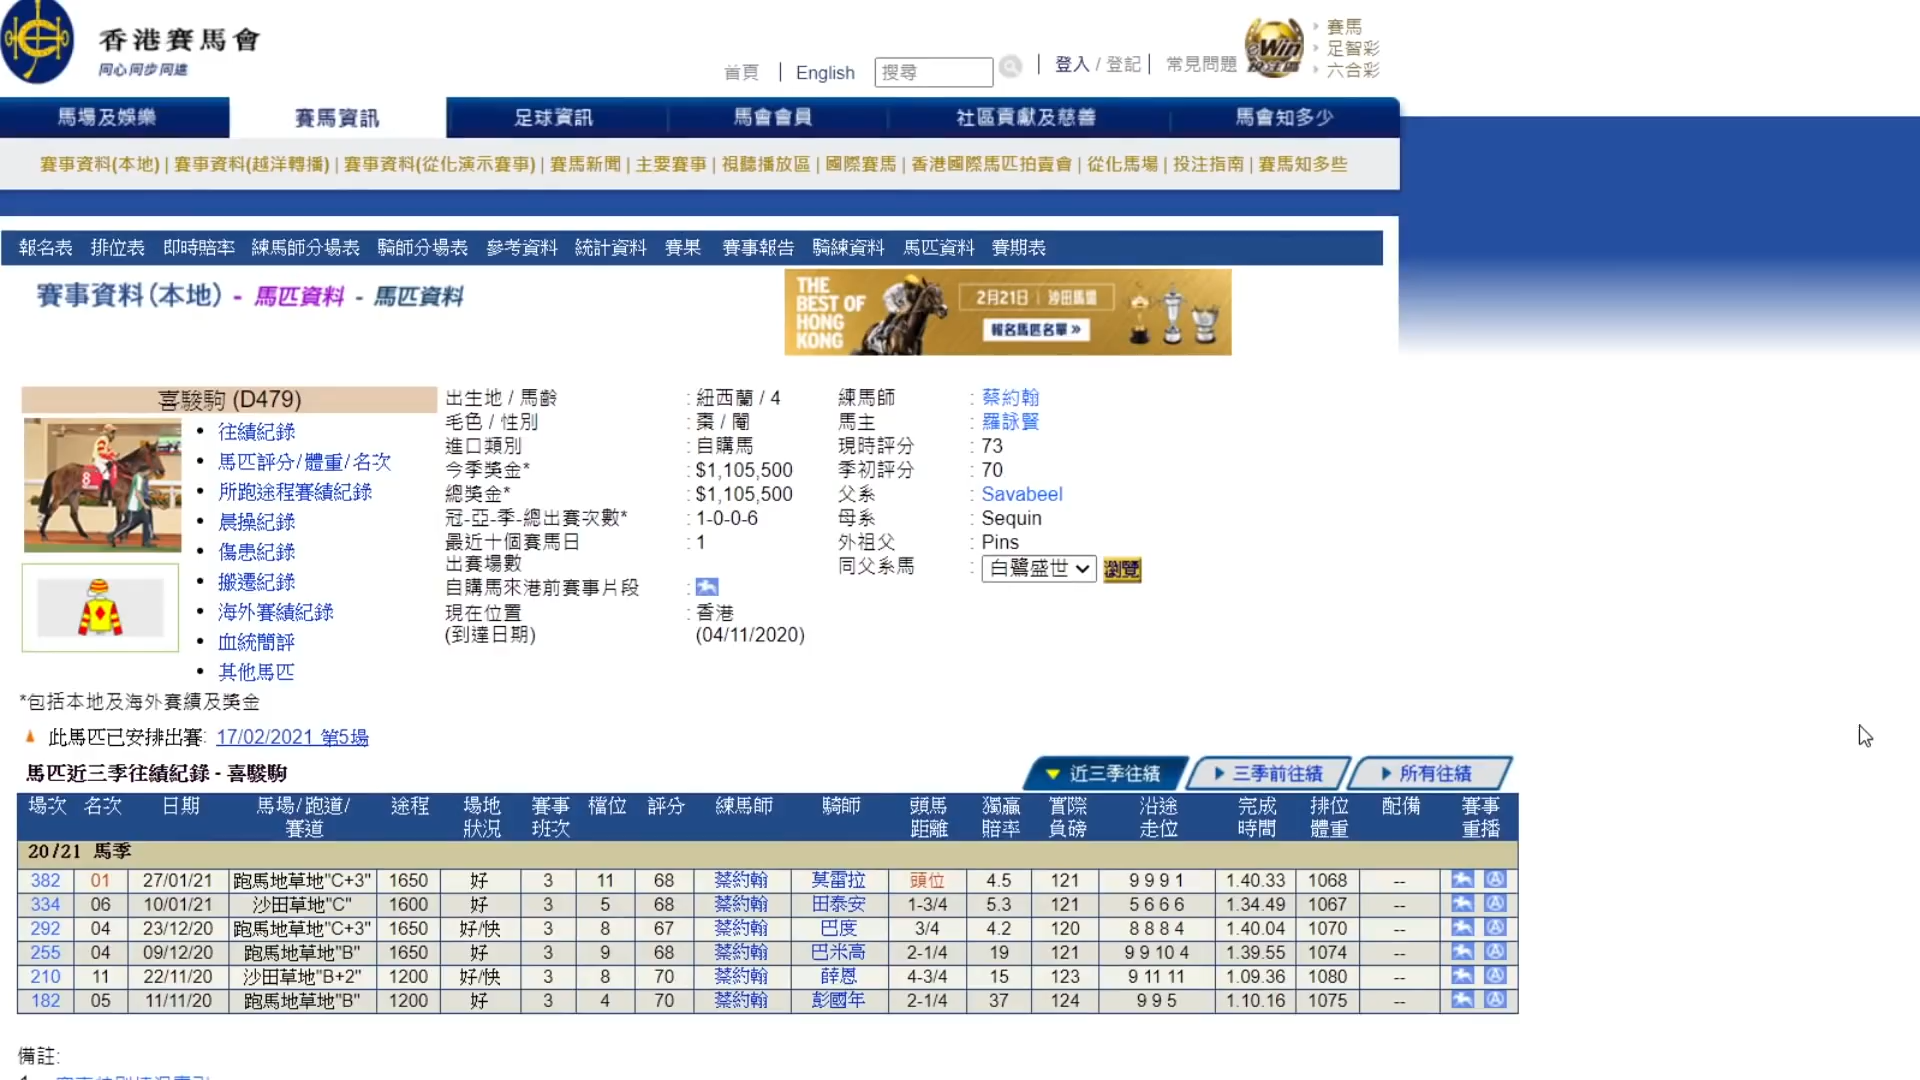 香港賽馬會
同心同步同進
首頁 | English 搜尋 | 登入 / 登記 | 常見問題
eWin
投注區
賽馬
足智彩
六合彩
馬場及娛樂 賽馬資訊 足球資訊 馬會會員 社區貢獻及慈善 馬會知多少
賽事資料(本地) | 賽事資料(越洋轉播) | 賽事資料(從化演示賽事) | 賽馬新聞 | 主要賽事 | 視聽播放區 | 國際賽馬 | 香港國際馬匹拍賣會 | 從化馬場 | 投注指南 | 賽馬知多些
報名表 排位表 即時賠率 練馬師分場表 騎師分場表 參考資料 統計資料 賽果 賽事報告 騎練資料 馬匹資料 賽期表
賽事資料(本地) - 馬匹資料 - 馬匹資料
THE BEST OF HONG KONG
2月21日 | 沙田馬場
報名馬匹名單 »
喜駿駒 (D479)
往績紀錄
馬匹評分/體重/名次
所跑途程賽績紀錄
晨操紀錄
傷患紀錄
搬遷紀錄
海外賽績紀錄
血統簡評
其他馬匹
出生地 / 馬齡 : 紐西蘭 / 4
毛色 / 性別 : 棗 / 閹
進口類別 : 自購馬
今季獎金* : $1,105,500
總獎金* : $1,105,500
冠-亞-季-總出賽次數* : 1-0-0-6
最近十個賽馬日 : 1
出賽場數
自購馬來港前賽事片段 :
現在位置 : 香港
(到達日期) (04/11/2020)
練馬師 : 蔡約翰
馬主 : 羅詠賢
現時評分 : 73
季初評分 : 70
父系 : Savabeel
母系 : Sequin
外祖父 : Pins
同父系馬 : 白鷺盛世 瀏覽
*包括本地及海外賽績及獎金
此馬匹已安排出賽: 17/02/2021 第5場
馬匹近三季往績紀錄 - 喜駿駒
近三季往績 三季前往績 所有往績
場次 名次 日期 馬場/跑道/賽道 途程 場地狀況 賽事班次 檔位 評分 練馬師 騎師 頭馬距離 獨贏賠率 實際負磅 沿途走位 完成時間 排位體重 配備 賽事重播
20/21 馬季
382 01 27/01/21 跑馬地草地"C+3" 1650 好 3 11 68 蔡約翰 莫雷拉 頭位 4.5 121 9 9 9 1 1.40.33 1068 --
334 06 10/01/21 沙田草地"C" 1600 好 3 5 68 蔡約翰 田泰安 1-3/4 5.3 121 5 6 6 6 1.34.49 1067 --
292 04 23/12/20 跑馬地草地"C+3" 1650 好/快 3 8 67 蔡約翰 巴度 3/4 4.2 120 8 8 8 4 1.40.04 1070 --
255 04 09/12/20 跑馬地草地"B" 1650 好 3 9 68 蔡約翰 巴米高 2-1/4 19 121 9 9 10 4 1.39.55 1074 --
210 11 22/11/20 沙田草地"B+2" 1200 好/快 3 8 70 蔡約翰 薛恩 4-3/4 15 123 9 11 11 1.09.36 1080 --
182 05 11/11/20 跑馬地草地"B" 1200 好 3 4 70 蔡約翰 彭國年 2-1/4 37 124 9 9 5 1.10.16 1075 --
備註: